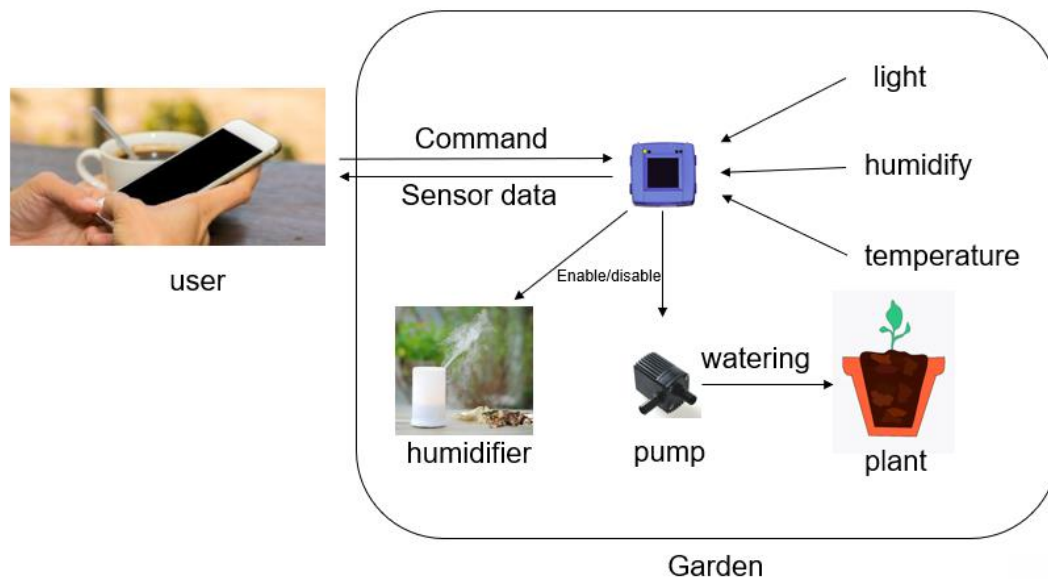 light
Command
humidify
Sensor data
temperature
user
Enable/disable
watering
humidifier
pump
plant
Garden